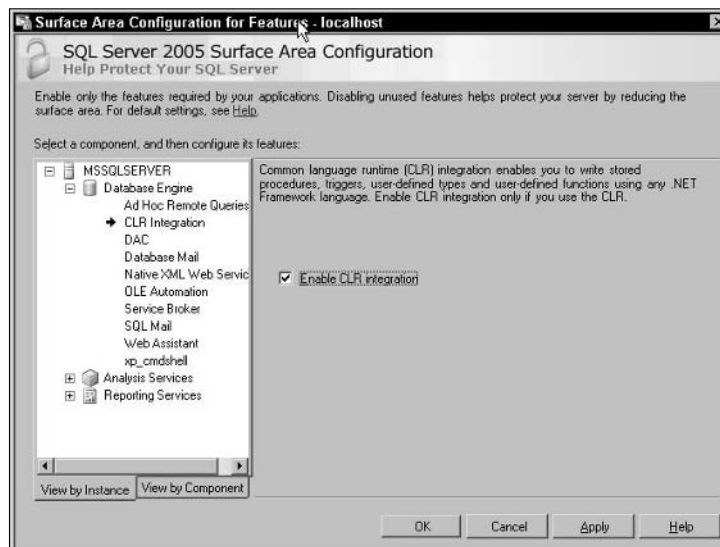 Surface Area Configuration for Features - localhost
SQL Server 2005 Surface Area Configuration
Help Protect Your SQL Server
Enable only the features required by your applications. Disabling unused features helps protect your server by reducing the
surface area. For default settings, see Help.
Select a component, and then configure its features:
MSSQLSERVER
Database Engine
Ad Hoc Remote Queries
CLR Integration
DAC
Database Mail
Native XML Web Servic
OLE Automation
Service Broker
SQL Mail
Web Assistant
xp_cmdshell
Analysis Services
Reporting Services
View by Instance
View by Component
Common language runtime (CLR) integration enables you to write stored
procedures, triggers, user-defined types and user-defined functions using any .NET
Framework language. Enable CLR integration only if you use the CLR.
Enable CLR integration
OK
Cancel
Apply
Help